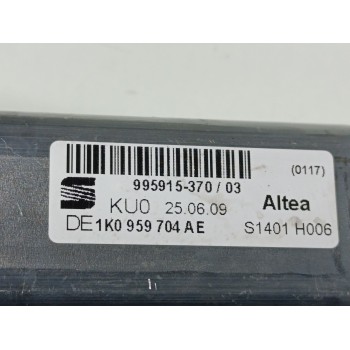 (0117)
995915-370 / 03
KU0 25.06.09 Altea
DE 1K0 959 704 AE S1401 H006